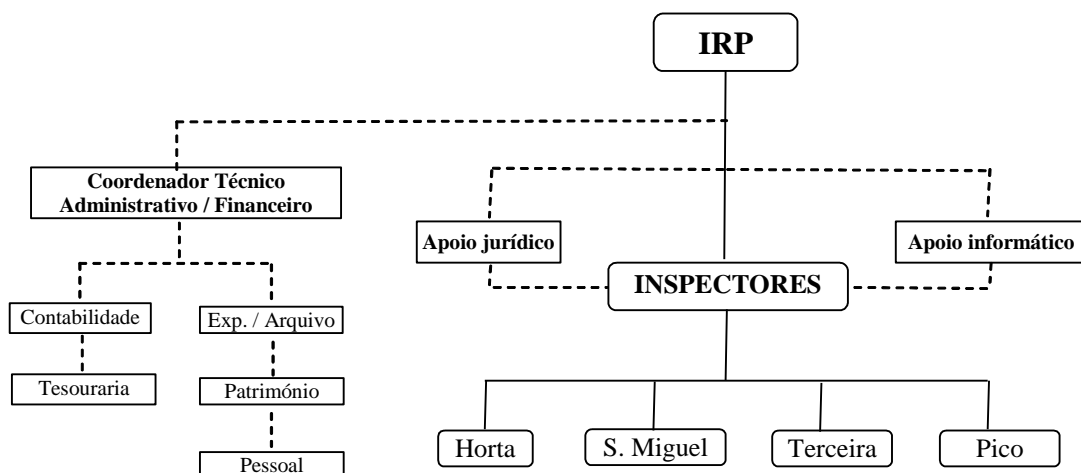 IRP
Coordenador Técnico
Administrativo / Financeiro
Apoio jurídico
Apoio informático
INSPECTORES
Contabilidade
Exp. / Arquivo
Tesouraria
Património
Pessoal
Horta
S. Miguel
Terceira
Pico